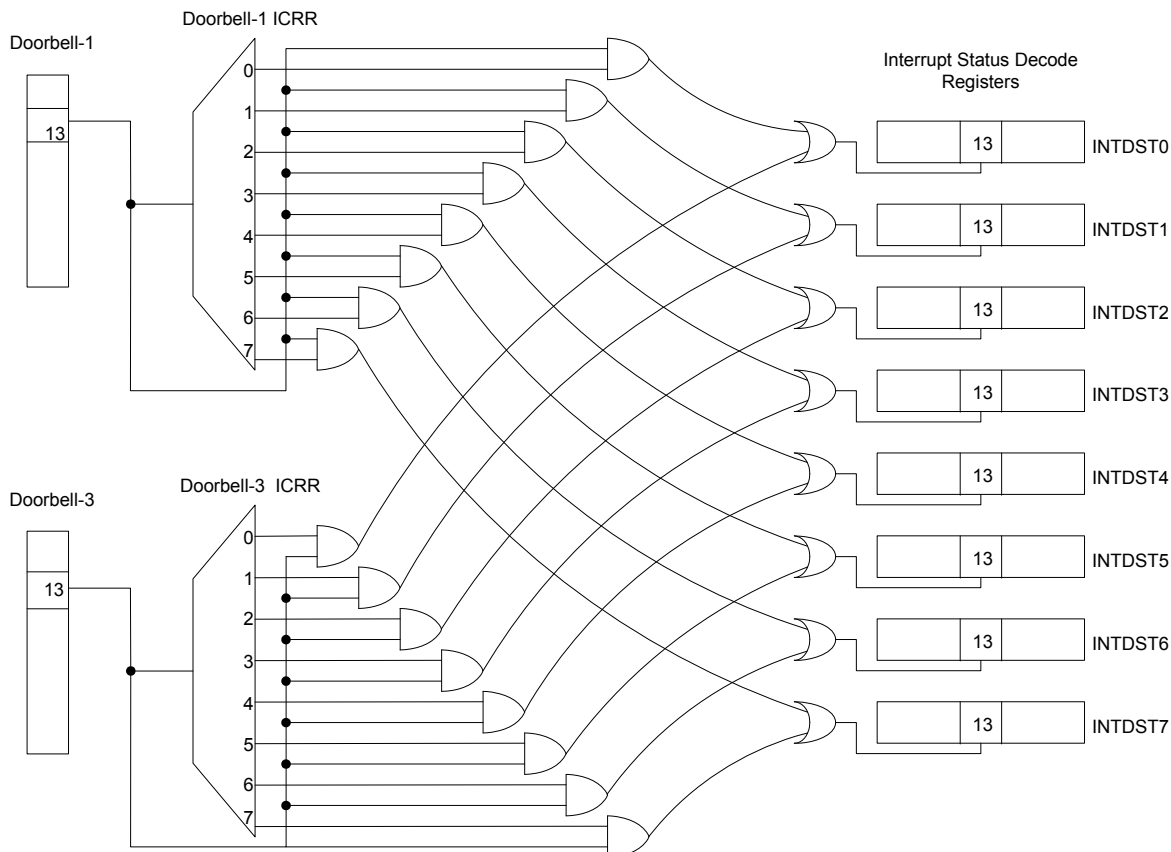 Doorbell-1 ICRR
Doorbell-1
Interrupt Status Decode
Registers
0
1
2
3
4
5
6
7
13
13 INTDST0
13 INTDST1
13 INTDST2
13 INTDST3
13 INTDST4
13 INTDST5
13 INTDST6
13 INTDST7
Doorbell-3 ICRR
Doorbell-3
0
1
2
3
4
5
6
7
13